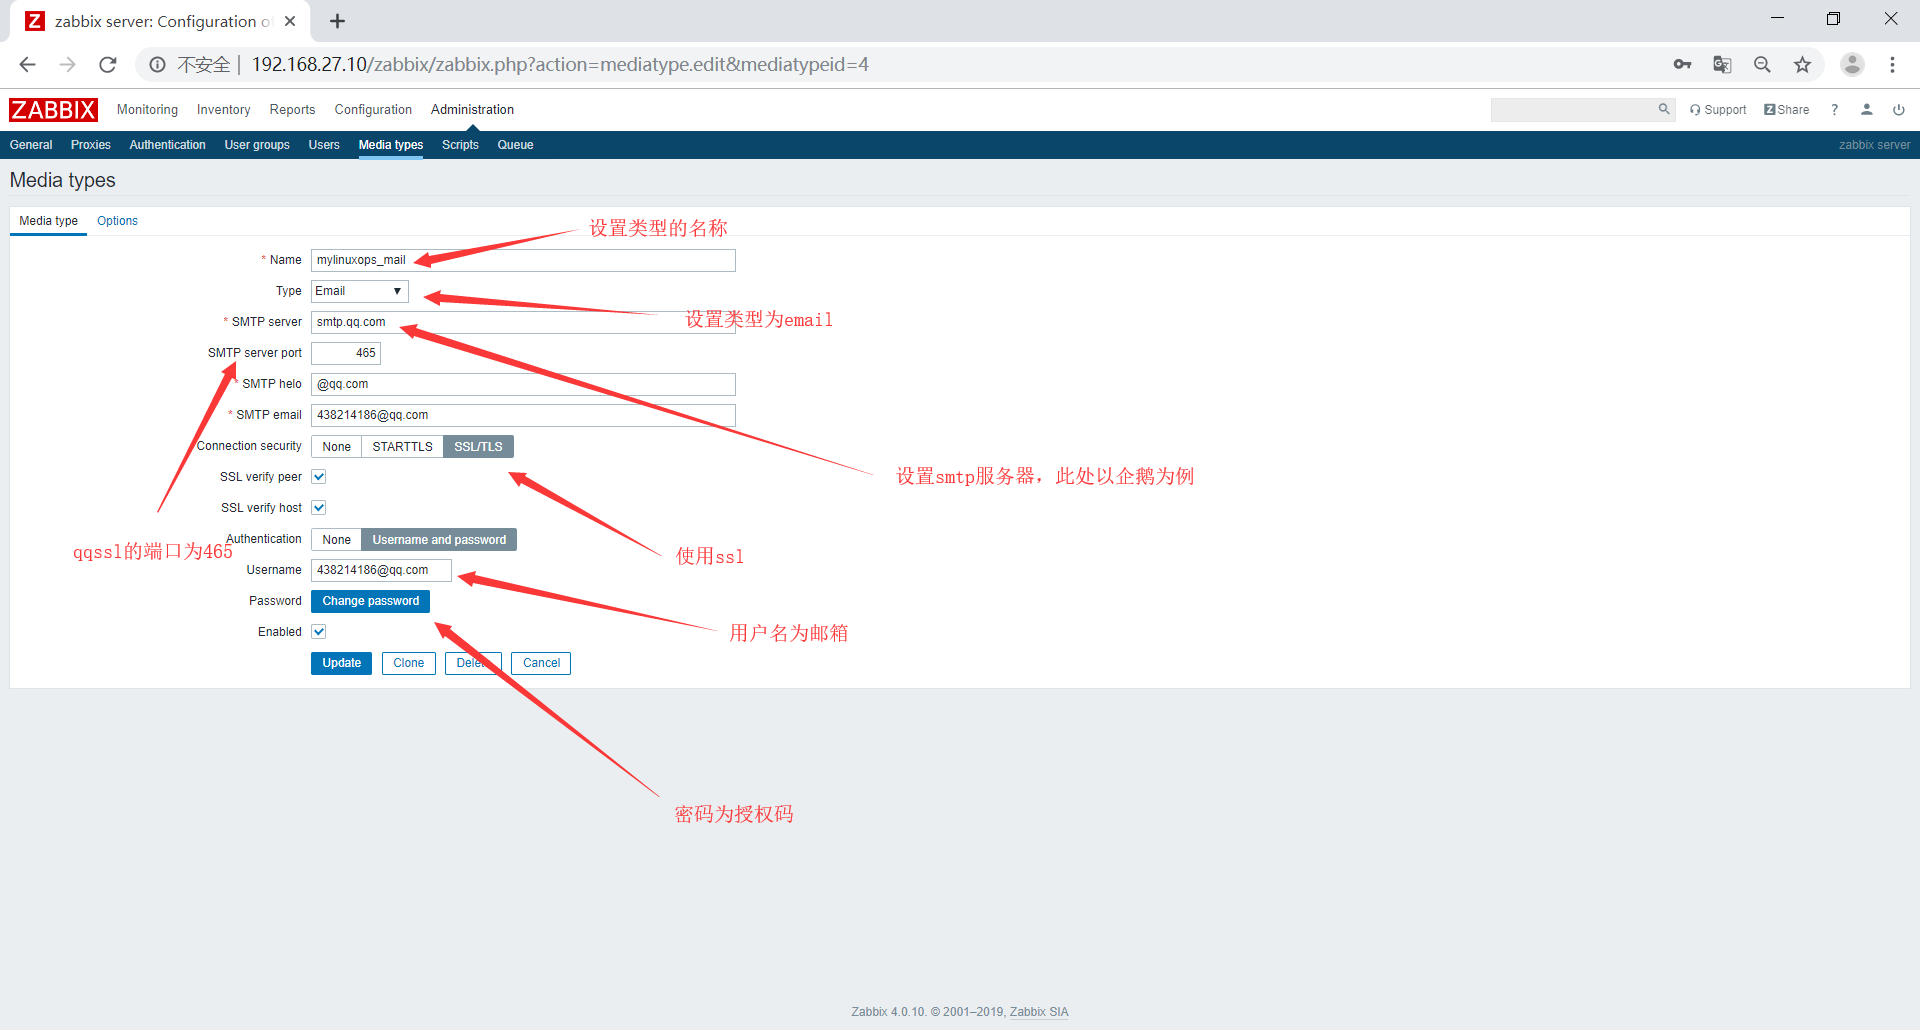 zabbix server: Configuration o
不安全 | 192.168.27.10/zabbix/zabbix.php?action=mediatype.edit&mediatypeid=4
ZABBIX Monitoring Inventory Reports Configuration Administration Support Z Share ?
General Proxies Authentication User groups Users Media types Scripts Queue zabbix server
Media types
Media type Options
设置类型的名称
* Name mylinuxops_mail
Type Email
设置类型为email
* SMTP server smtp.qq.com
SMTP server port 465
* SMTP helo @qq.com
* SMTP email 438214186@qq.com
Connection security None STARTTLS SSL/TLS
SSL verify peer
设置smtp服务器，此处以企鹅为例
SSL verify host
Authentication None Username and password
qqssl的端口为465
使用ssl
Username 438214186@qq.com
Password Change password
Enabled
用户名为邮箱
Update Clone Delete Cancel
密码为授权码
Zabbix 4.0.10. © 2001–2019, Zabbix SIA